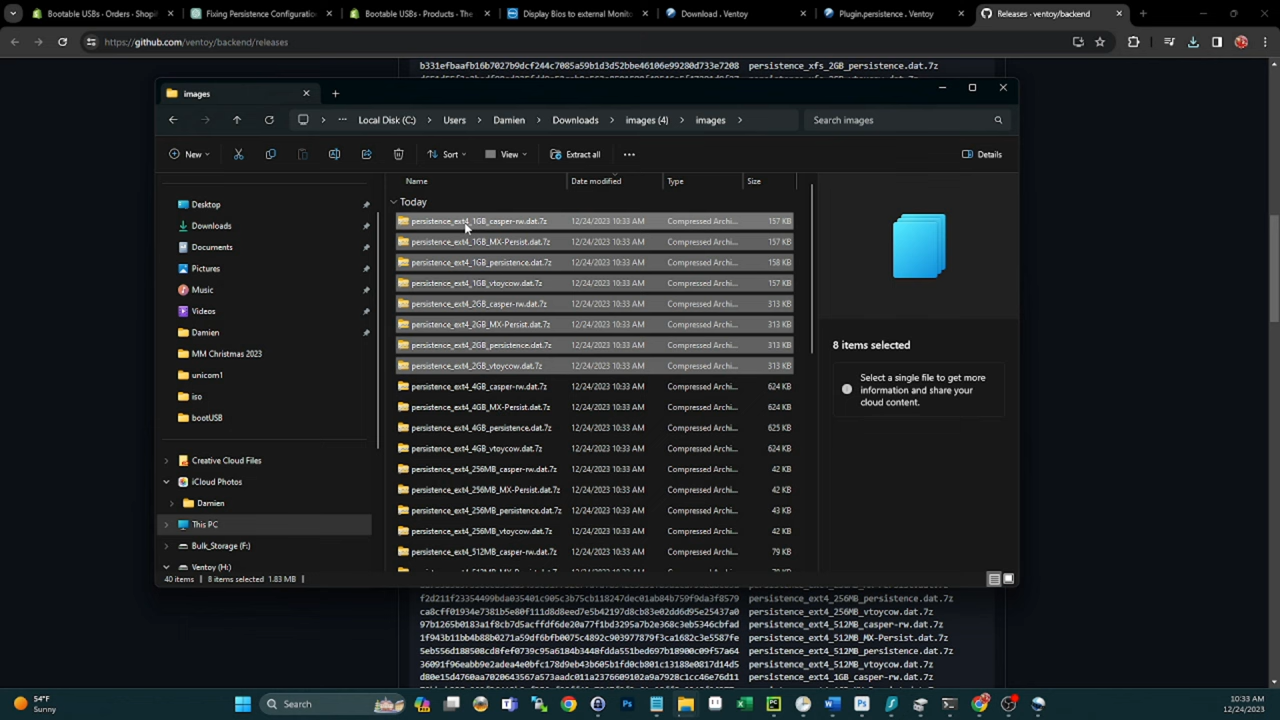 Bootable USBs - Orders - Shopif
Fixing Persistence Configuratio
Bootable USBs - Products - The
Display Bios to external Monito
Download . Ventoy
Plugin.persistence . Ventoy
Releases · ventoy/backend
https://github.com/ventoy/backend/releases
persistence_xfs_2GB_persistence.dat.7z
images
Local Disk (C:) > Users > Damien > Downloads > images (4) > images >
Search images
New
Sort
View
Extract all
Details
Name Date modified Type Size
Today
persistence_ext4_1GB_casper-rw.dat.7z 12/24/2023 10:33 AM Compressed Archi... 157 KB
persistence_ext4_1GB_MX-Persist.dat.7z 12/24/2023 10:33 AM Compressed Archi... 157 KB
persistence_ext4_1GB_persistence.dat.7z 12/24/2023 10:33 AM Compressed Archi... 158 KB
persistence_ext4_1GB_vtoycow.dat.7z 12/24/2023 10:33 AM Compressed Archi... 157 KB
persistence_ext4_2GB_casper-rw.dat.7z 12/24/2023 10:33 AM Compressed Archi... 313 KB
persistence_ext4_2GB_MX-Persist.dat.7z 12/24/2023 10:33 AM Compressed Archi... 313 KB
persistence_ext4_2GB_persistence.dat.7z 12/24/2023 10:33 AM Compressed Archi... 313 KB
persistence_ext4_2GB_vtoycow.dat.7z 12/24/2023 10:33 AM Compressed Archi... 313 KB
persistence_ext4_4GB_casper-rw.dat.7z 12/24/2023 10:33 AM Compressed Archi... 624 KB
persistence_ext4_4GB_MX-Persist.dat.7z 12/24/2023 10:33 AM Compressed Archi... 624 KB
persistence_ext4_4GB_persistence.dat.7z 12/24/2023 10:33 AM Compressed Archi... 625 KB
persistence_ext4_4GB_vtoycow.dat.7z 12/24/2023 10:33 AM Compressed Archi... 624 KB
persistence_ext4_256MB_casper-rw.dat.7z 12/24/2023 10:33 AM Compressed Archi... 42 KB
persistence_ext4_256MB_MX-Persist.dat.7z 12/24/2023 10:33 AM Compressed Archi... 42 KB
persistence_ext4_256MB_persistence.dat.7z 12/24/2023 10:33 AM Compressed Archi... 43 KB
persistence_ext4_256MB_vtoycow.dat.7z 12/24/2023 10:33 AM Compressed Archi... 42 KB
persistence_ext4_512MB_casper-rw.dat.7z 12/24/2023 10:33 AM Compressed Archi... 79 KB
Desktop
Downloads
Documents
Pictures
Music
Videos
Damien
MM Christmas 2023
unicorn1
iso
bootUSB
Creative Cloud Files
iCloud Photos
Damien
This PC
Bulk_Storage (F:)
Ventoy (H:)
8 items selected
Select a single file to get more
information and share your
cloud content.
40 items | 8 items selected 1.83 MB |
persistence_ext4_256MB_persistence.dat.7z
persistence_ext4_256MB_vtoycow.dat.7z
persistence_ext4_512MB_casper-rw.dat.7z
persistence_ext4_512MB_MX-Persist.dat.7z
persistence_ext4_512MB_persistence.dat.7z
persistence_ext4_512MB_vtoycow.dat.7z
persistence_ext4_1GB_casper-rw.dat.7z
54°F
Sunny
Search
10:33 AM
12/24/2023